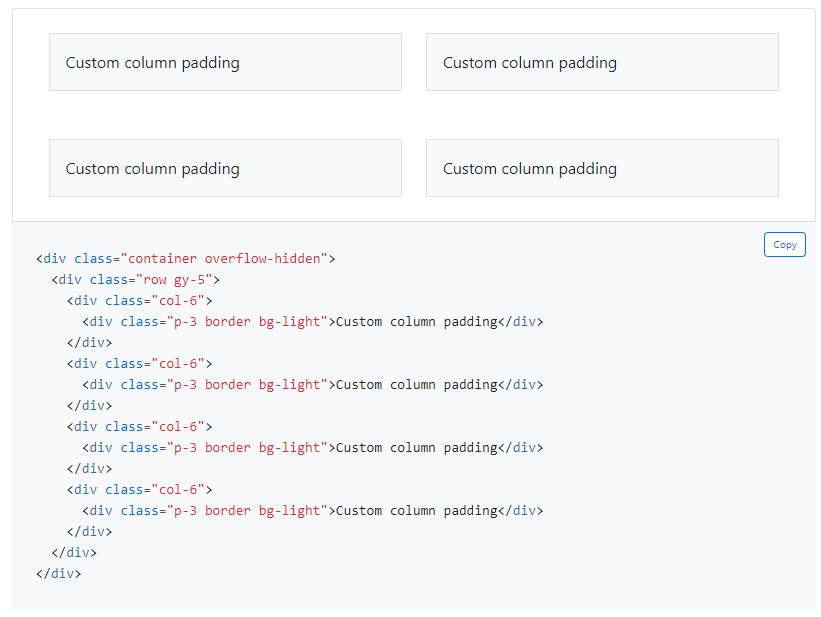 Custom column padding Custom column padding
Custom column padding Custom column padding
Copy
<div class="container overflow-hidden">
  <div class="row gy-5">
    <div class="col-6">
      <div class="p-3 border bg-light">Custom column padding</div>
    </div>
    <div class="col-6">
      <div class="p-3 border bg-light">Custom column padding</div>
    </div>
    <div class="col-6">
      <div class="p-3 border bg-light">Custom column padding</div>
    </div>
    <div class="col-6">
      <div class="p-3 border bg-light">Custom column padding</div>
    </div>
  </div>
</div>